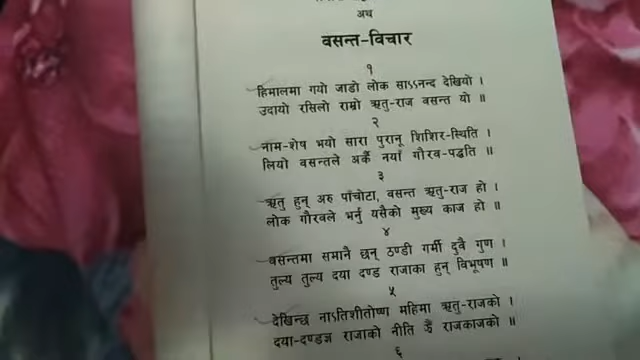 अथ
वसन्त-विचार
१
हिमालमा गयो जाडो लोक साऽऽनन्द देखियो ।
उदायो रसिलो राम्रो ऋतु-राज वसन्त यो ॥
२
नाम-शेष भयो सारा पुरानू शिशिर-स्थिति ।
लियो वसन्तले अर्कै नयाँ गौरव-पद्धति ॥
३
ऋतु हुन् अरु पाँचोटा, वसन्त ऋतु-राज हो ।
लोक गौरवले भर्नु यसैको मुख्य काज हो ॥
४
वसन्तमा समानै छन् ठण्डी गर्मी दुवै गुण ।
तुल्य तुल्य दया दण्ड राजाका हुन् विभूषण ॥
५
देखिन्छ नाऽतिशीतोष्ण महिमा ऋतु-राजको ।
दया-दण्डज्ञ राजाको नीति झैं राजकाजको ॥
६